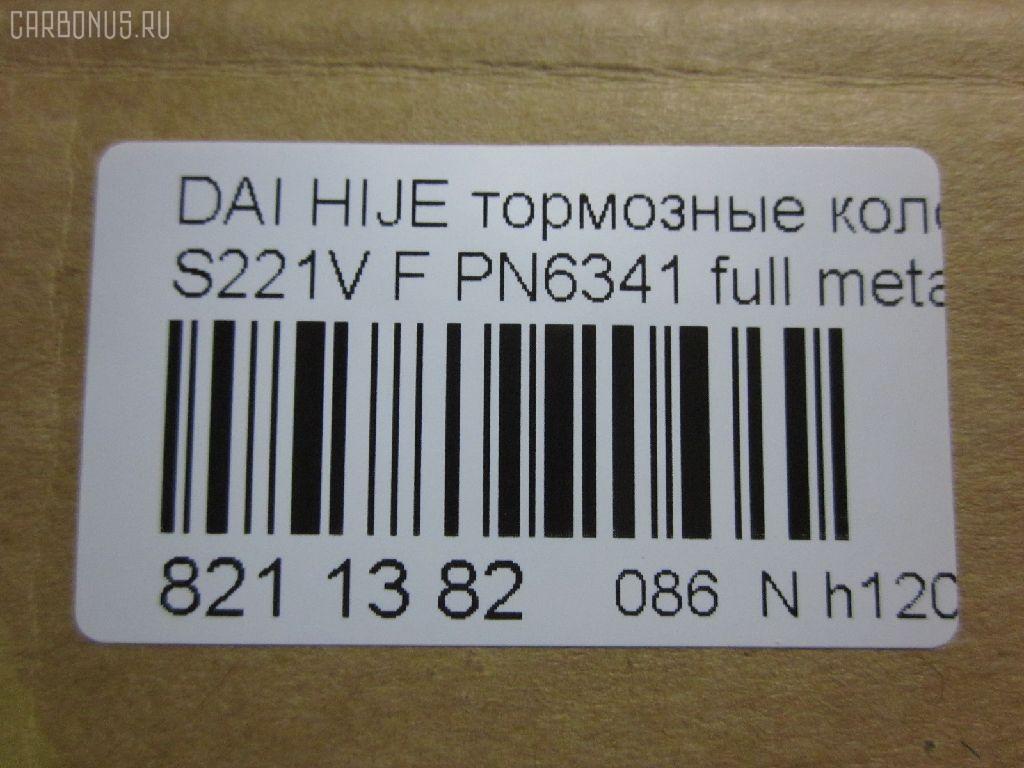 CARBONUS.RU
DAI HIJE тормозные коло
S221V F PN6341 full meta
821 13 82 086 N h120